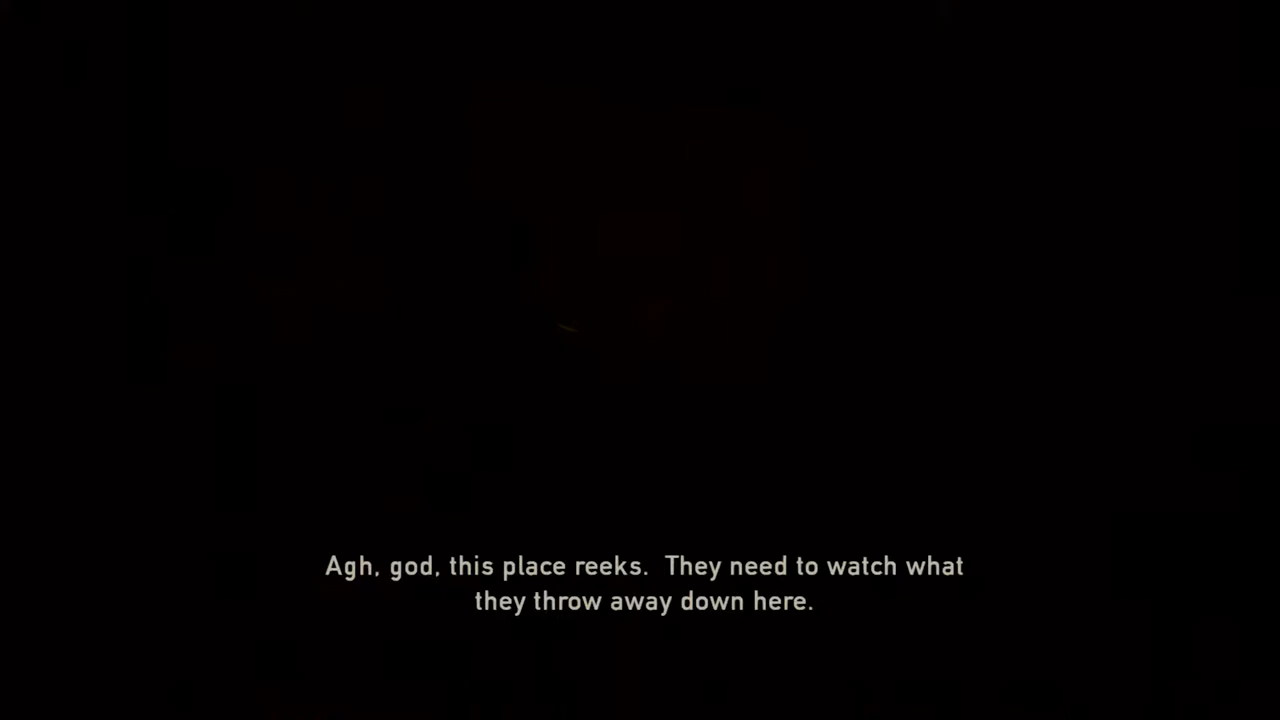 Agh, god, this place reeks.  They need to watch what
they throw away down here.